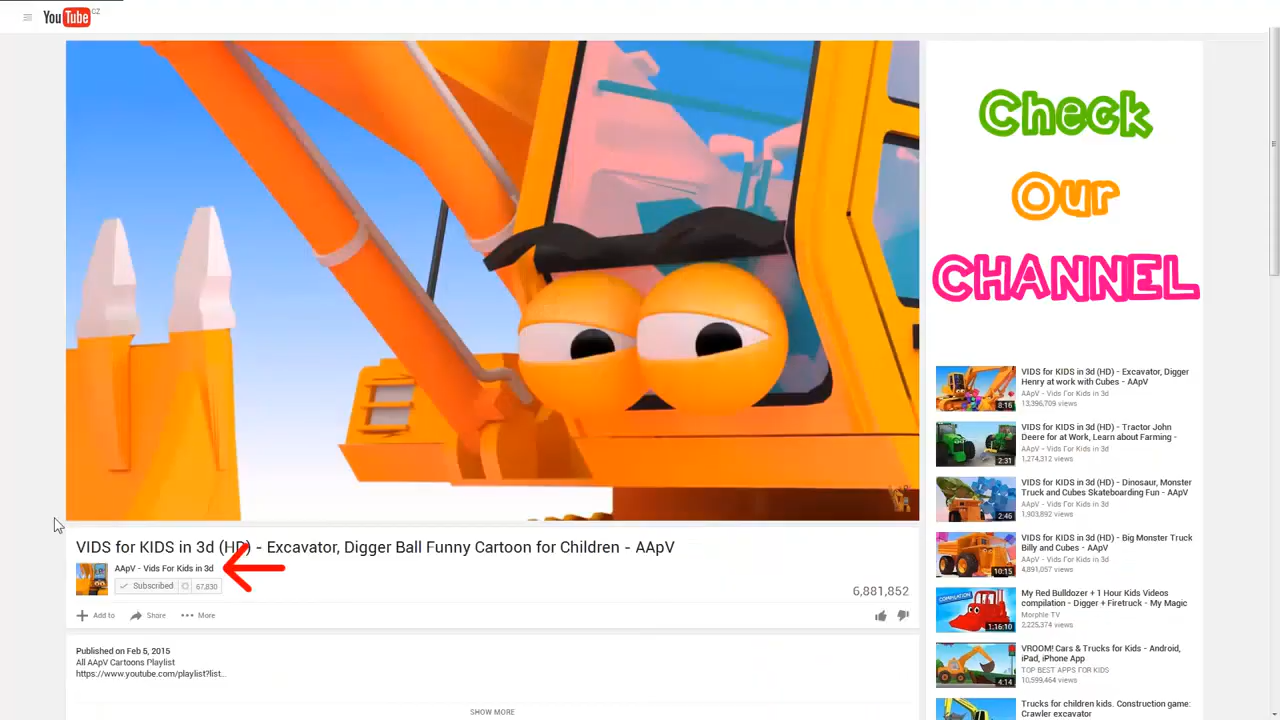 YouTube CZ
Check
Our
CHANNEL
VIDS for KIDS in 3d (HD) - Excavator, Digger Ball Funny Cartoon for Children - AApV
AApV - Vids For Kids in 3d
Subscribed 67,830
6,881,852
Add to Share More
Published on Feb 5, 2015
All AApV Cartoons Playlist
https://www.youtube.com/playlist?list...
SHOW MORE
VIDS for KIDS in 3d (HD) - Excavator, Digger
Henry at work with Cubes - AApV
AApV - Vids For Kids in 3d
13,396,709 views
8:16
VIDS for KIDS in 3d (HD) - Tractor John
Deere for at Work, Learn about Farming -
AApV - Vids For Kids in 3d
1,274,312 views
2:31
VIDS for KIDS in 3d (HD) - Dinosaur, Monster
Truck and Cubes Skateboarding Fun - AApV
AApV - Vids For Kids in 3d
1,903,892 views
2:46
VIDS for KIDS in 3d (HD) - Big Monster Truck
Billy and Cubes - AApV
AApV - Vids For Kids in 3d
4,891,057 views
10:15
My Red Bulldozer + 1 Hour Kids Videos
compilation - Digger + Firetruck - My Magic
Morphle TV
2,225,374 views
COMPILATION
1:16:10
VROOM! Cars & Trucks for Kids - Android,
iPad, iPhone App
TOP BEST APPS FOR KIDS
10,599,464 views
4:14
Trucks for children kids. Construction game:
Crawler excavator